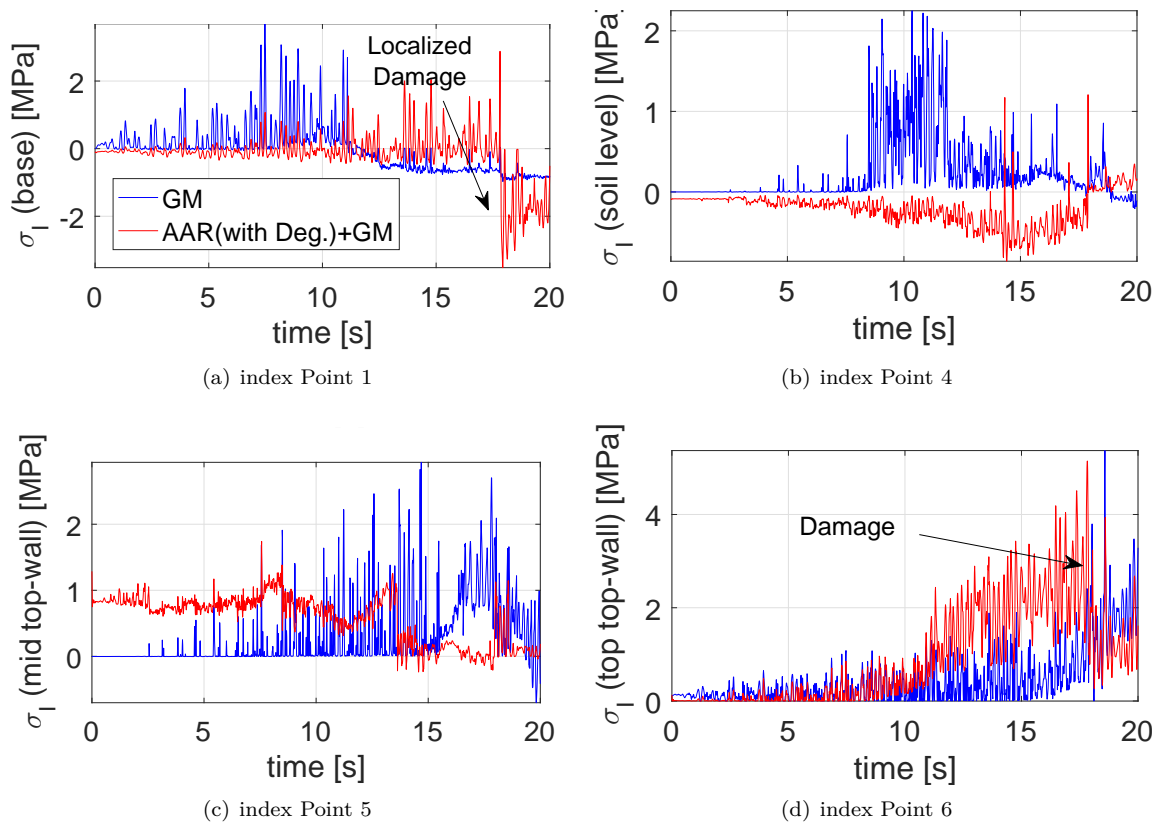 σI (base) [MPa]
2
0
-2
Localized
Damage
GM
AAR(with Deg.)+GM
0 5 10 15 20
time [s]
(a) index Point 1
σI (soil level) [MPa]
2
1
0
0 5 10 15 20
time [s]
(b) index Point 4
σI (mid top-wall) [MPa]
2
1
0
0 5 10 15 20
time [s]
(c) index Point 5
σI (top top-wall) [MPa]
4
2
0
Damage
0 5 10 15 20
time [s]
(d) index Point 6